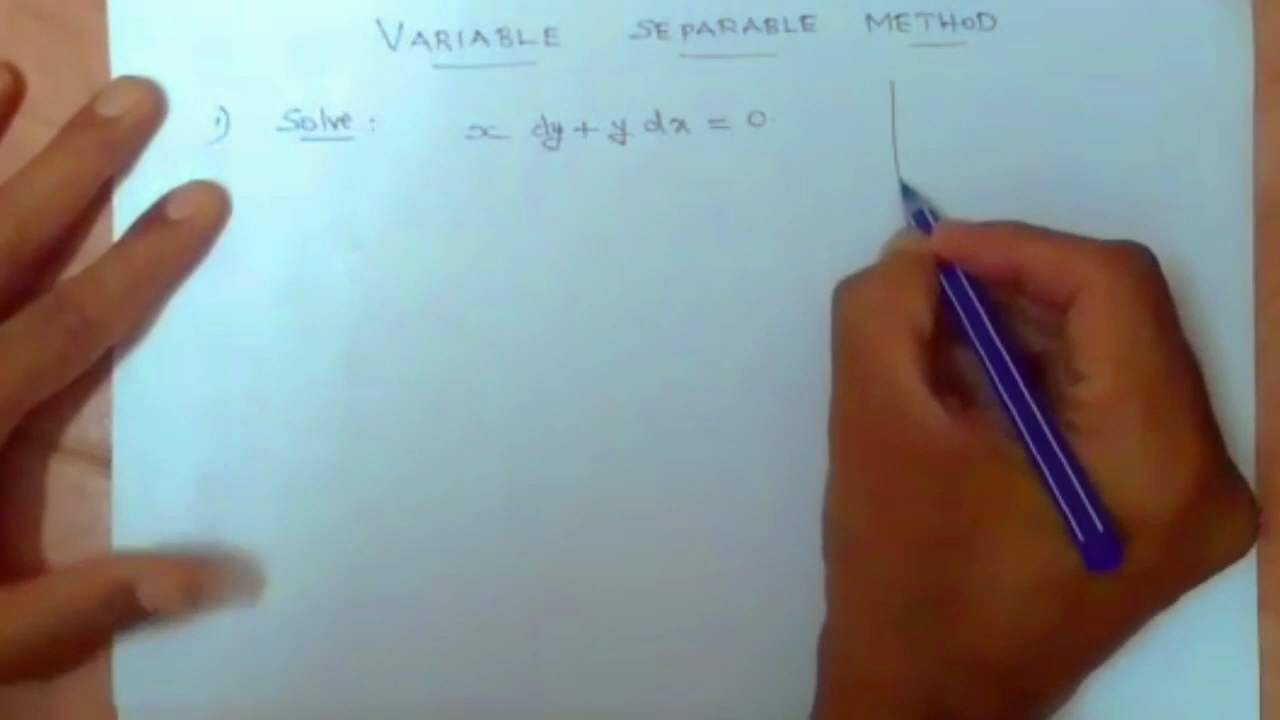 VARIABLE SEPARABLE METHOD
1) Solve : x dy + y dx = 0